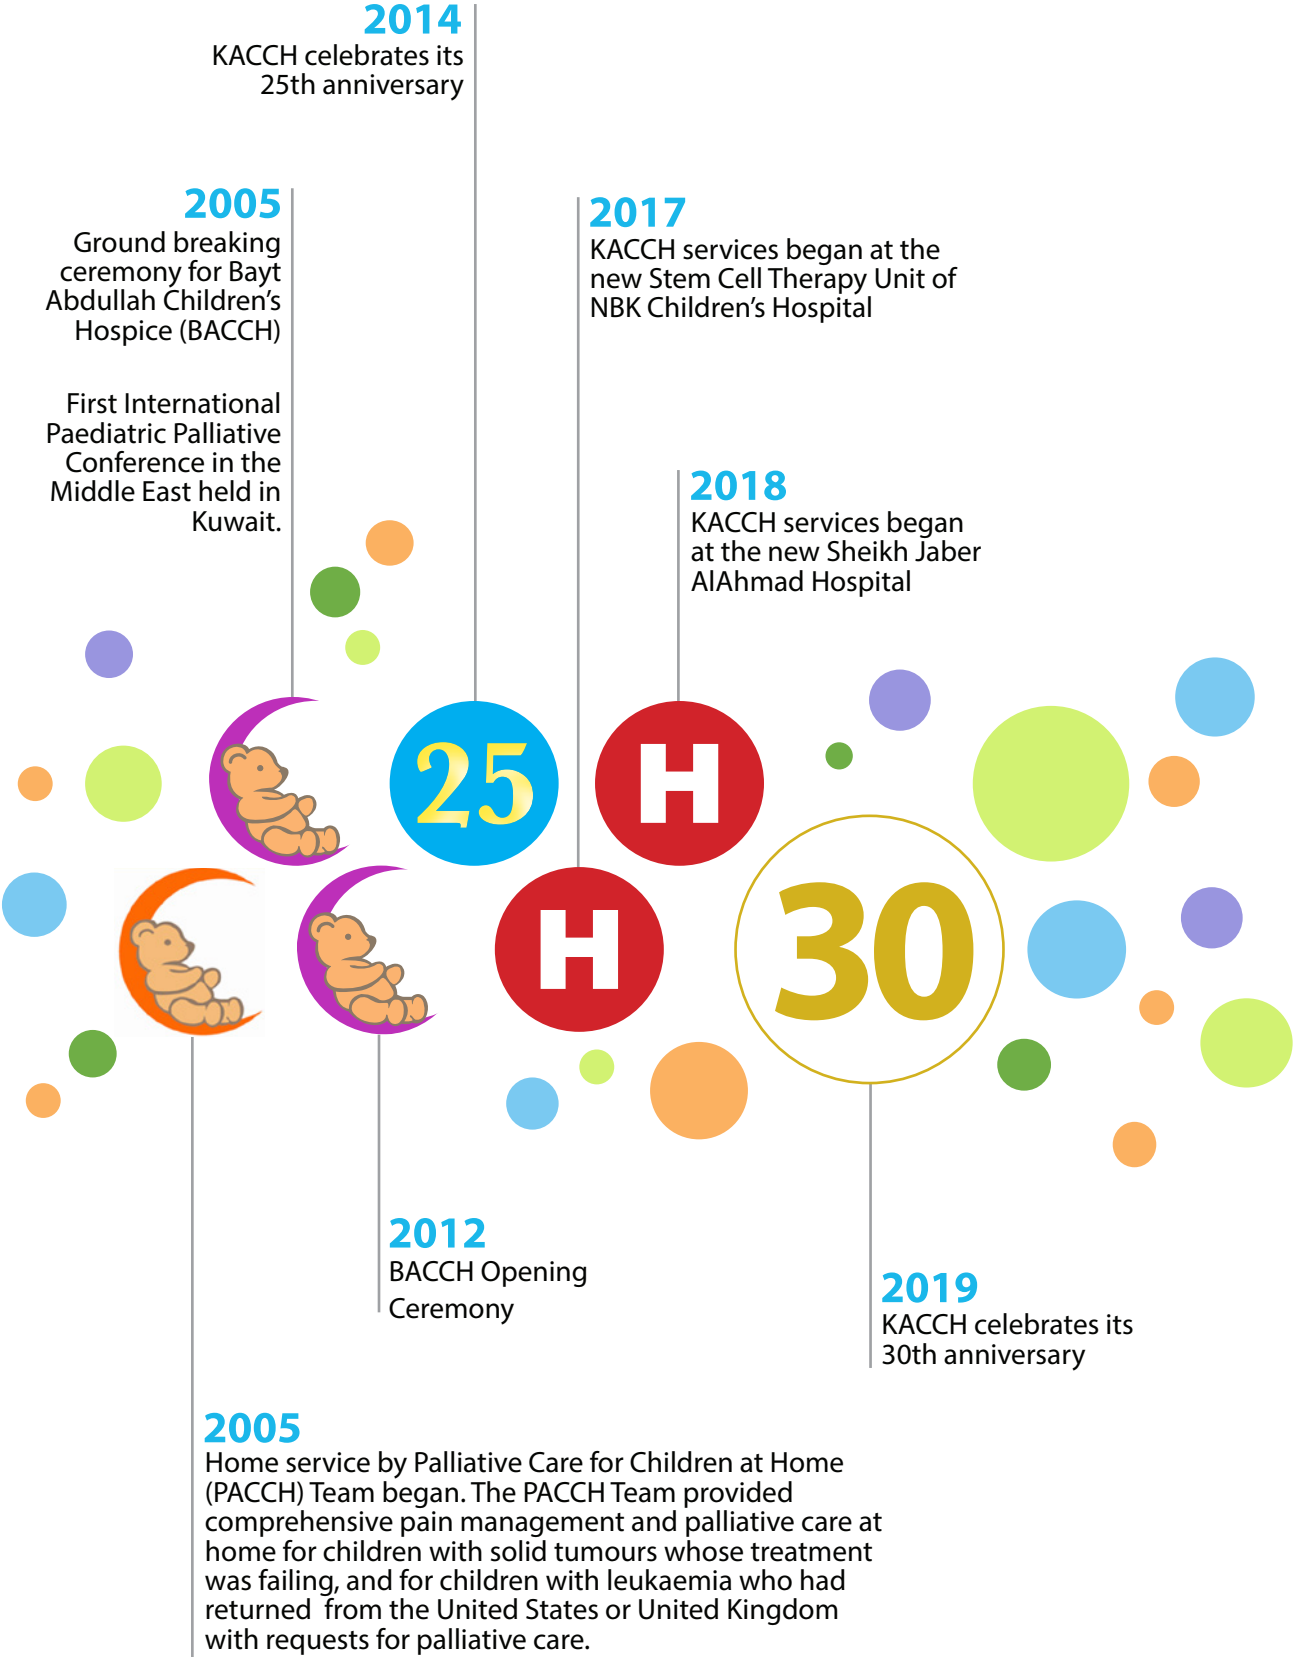 2014
KACCH celebrates its
25th anniversary
2005
Ground breaking
ceremony for Bayt
Abdullah Children’s
Hospice (BACCH)
First International
Paediatric Palliative
Conference in the
Middle East held in
Kuwait.
2017
KACCH services began at the
new Stem Cell Therapy Unit of
NBK Children’s Hospital
2018
KACCH services began
at the new Sheikh Jaber
AlAhmad Hospital
25
H
H
30
2012
BACCH Opening
Ceremony
2019
KACCH celebrates its
30th anniversary
2005
Home service by Palliative Care for Children at Home
(PACCH) Team began. The PACCH Team provided
comprehensive pain management and palliative care at
home for children with solid tumours whose treatment
was failing, and for children with leukaemia who had
returned  from the United States or United Kingdom
with requests for palliative care.